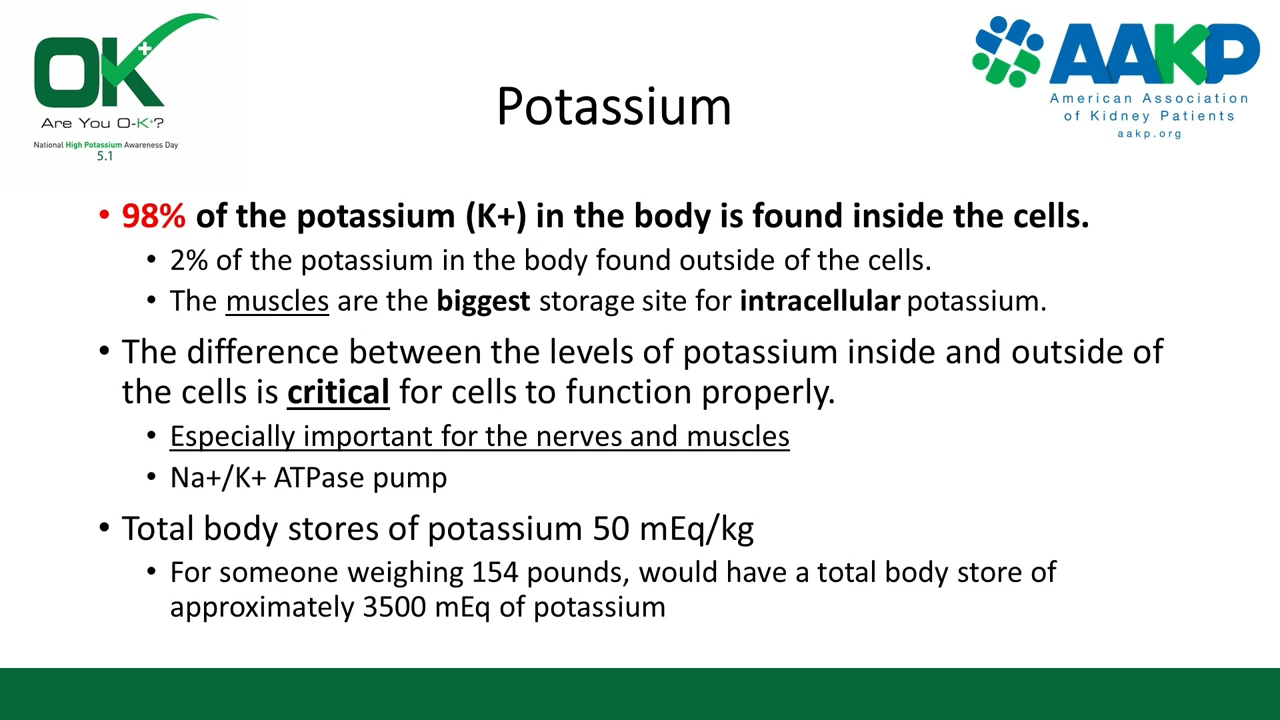 OK+
Are You O-K+?
National High Potassium Awareness Day
5.1
AAKP
American Association
of Kidney Patients
aakp.org
Potassium
• 98% of the potassium (K+) in the body is found inside the cells.
• 2% of the potassium in the body found outside of the cells.
• The muscles are the biggest storage site for intracellular potassium.
• The difference between the levels of potassium inside and outside of
the cells is critical for cells to function properly.
• Especially important for the nerves and muscles
• Na+/K+ ATPase pump
• Total body stores of potassium 50 mEq/kg
• For someone weighing 154 pounds, would have a total body store of
approximately 3500 mEq of potassium